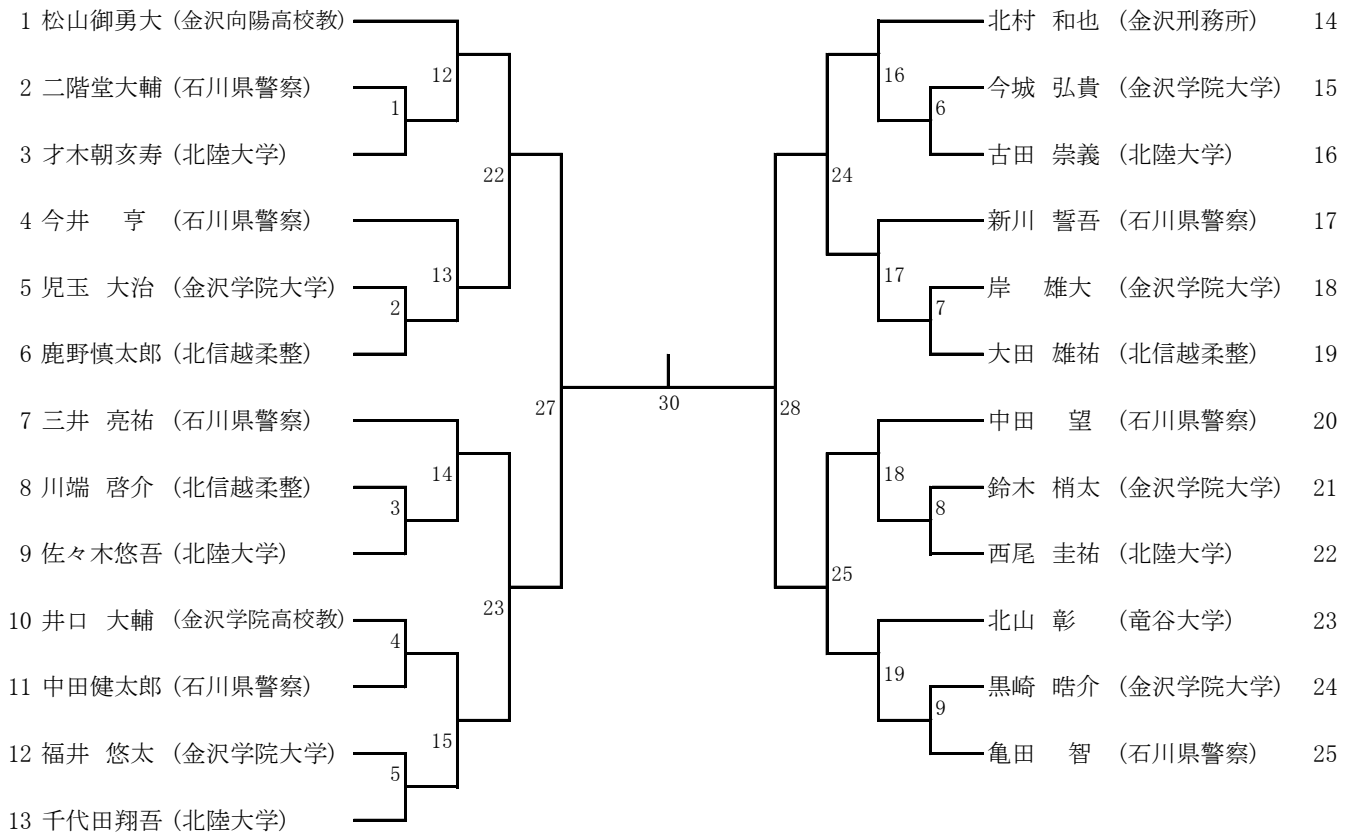 1 松山御勇大 (金沢向陽高校教)
2 二階堂大輔 (石川県警察)
3 才木朝亥寿 (北陸大学)
4 今井 亨 (石川県警察)
5 児玉 大治 (金沢学院大学)
6 鹿野慎太郎 (北信越柔整)
7 三井 亮祐 (石川県警察)
8 川端 啓介 (北信越柔整)
9 佐々木悠吾 (北陸大学)
10 井口 大輔 (金沢学院高校教)
11 中田健太郎 (石川県警察)
12 福井 悠太 (金沢学院大学)
13 千代田翔吾 (北陸大学)
1
2
3
4
5
12
13
14
15
22
23
27
30
28
24
25
16
17
18
19
6
7
8
9
北村 和也 (金沢刑務所) 14
今城 弘貴 (金沢学院大学) 15
古田 崇義 (北陸大学) 16
新川 誓吾 (石川県警察) 17
岸 雄大 (金沢学院大学) 18
大田 雄祐 (北信越柔整) 19
中田 望 (石川県警察) 20
鈴木 梢太 (金沢学院大学) 21
西尾 圭祐 (北陸大学) 22
北山 彰 (竜谷大学) 23
黒崎 晧介 (金沢学院大学) 24
亀田 智 (石川県警察) 25